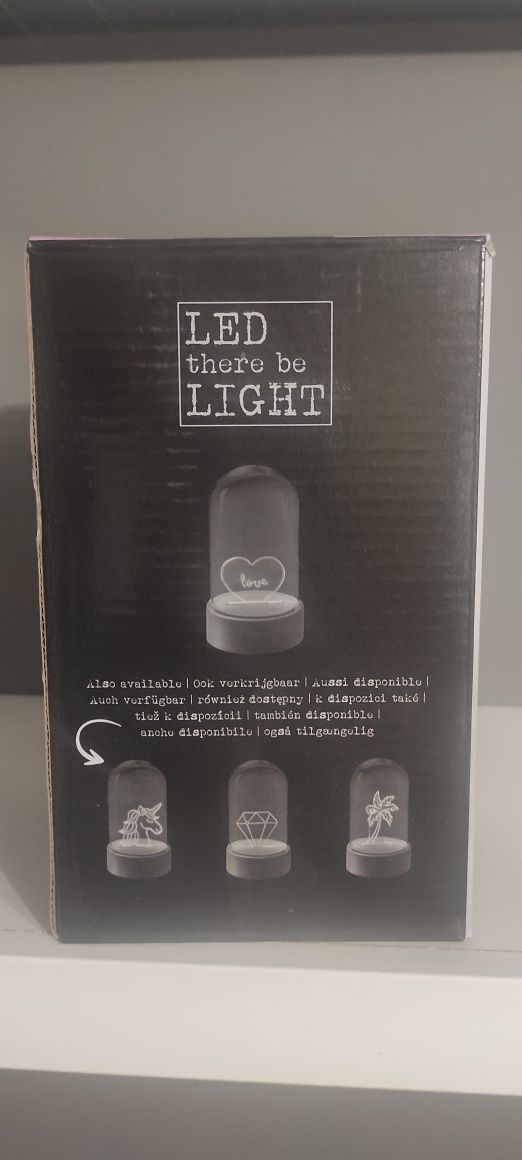 LED
there be
LIGHT
love
Also available | Ook verkrijgbaar | Aussi disponible |
Auch verfügbar | również dostępny | k dispozici také |
tiež k dispozícii | también disponible |
anche disponibile | også tilgængelig